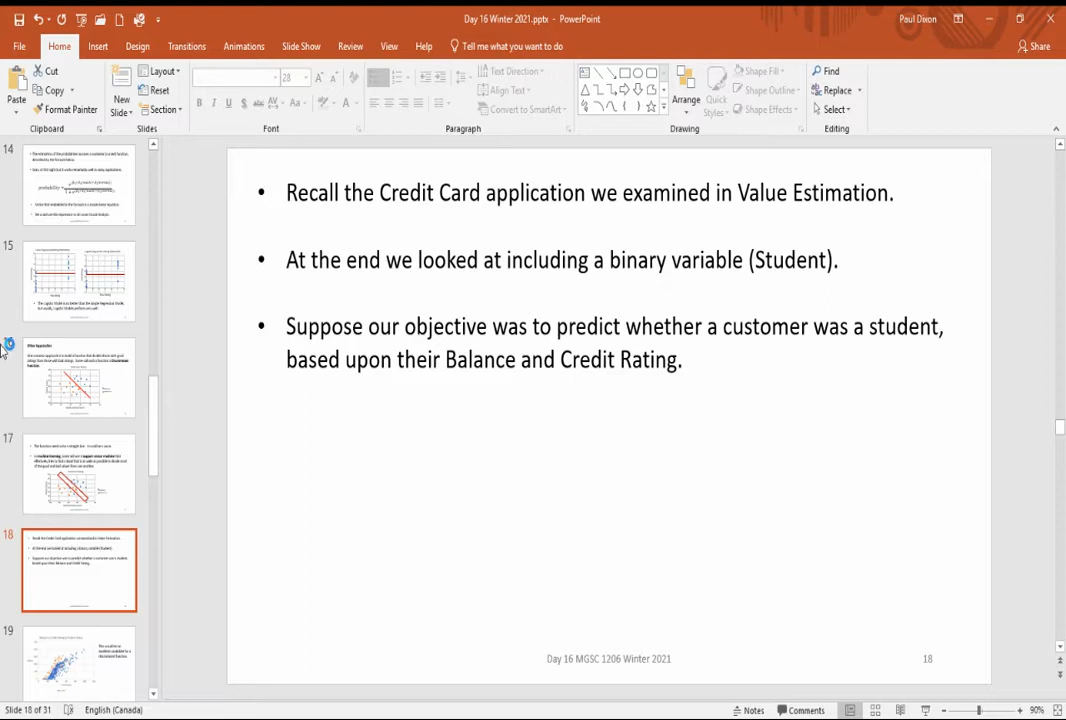 Day 16 Winter 2021.pptx - PowerPoint
Paul Dixon
File Home Insert Design Transitions Animations Slide Show Review View Help Tell me what you want to do
Share
Paste
Cut
Copy
Format Painter
Clipboard
New
Slide
Layout
Reset
Section
Slides
28
B I U S abc AV Aa A
Font
Text Direction
Align Text
Convert to SmartArt
Paragraph
Arrange
Quick
Styles
Shape Fill
Shape Outline
Shape Effects
Drawing
Find
Replace
Select
Editing
14
15
17
18
19
• Recall the Credit Card application we examined in Value Estimation.
• At the end we looked at including a binary variable (Student).
• Suppose our objective was to predict whether a customer was a student,
based upon their Balance and Credit Rating.
Day 16 MGSC 1206 Winter 2021
18
Slide 18 of 31
English (Canada)
Notes
Comments
90%